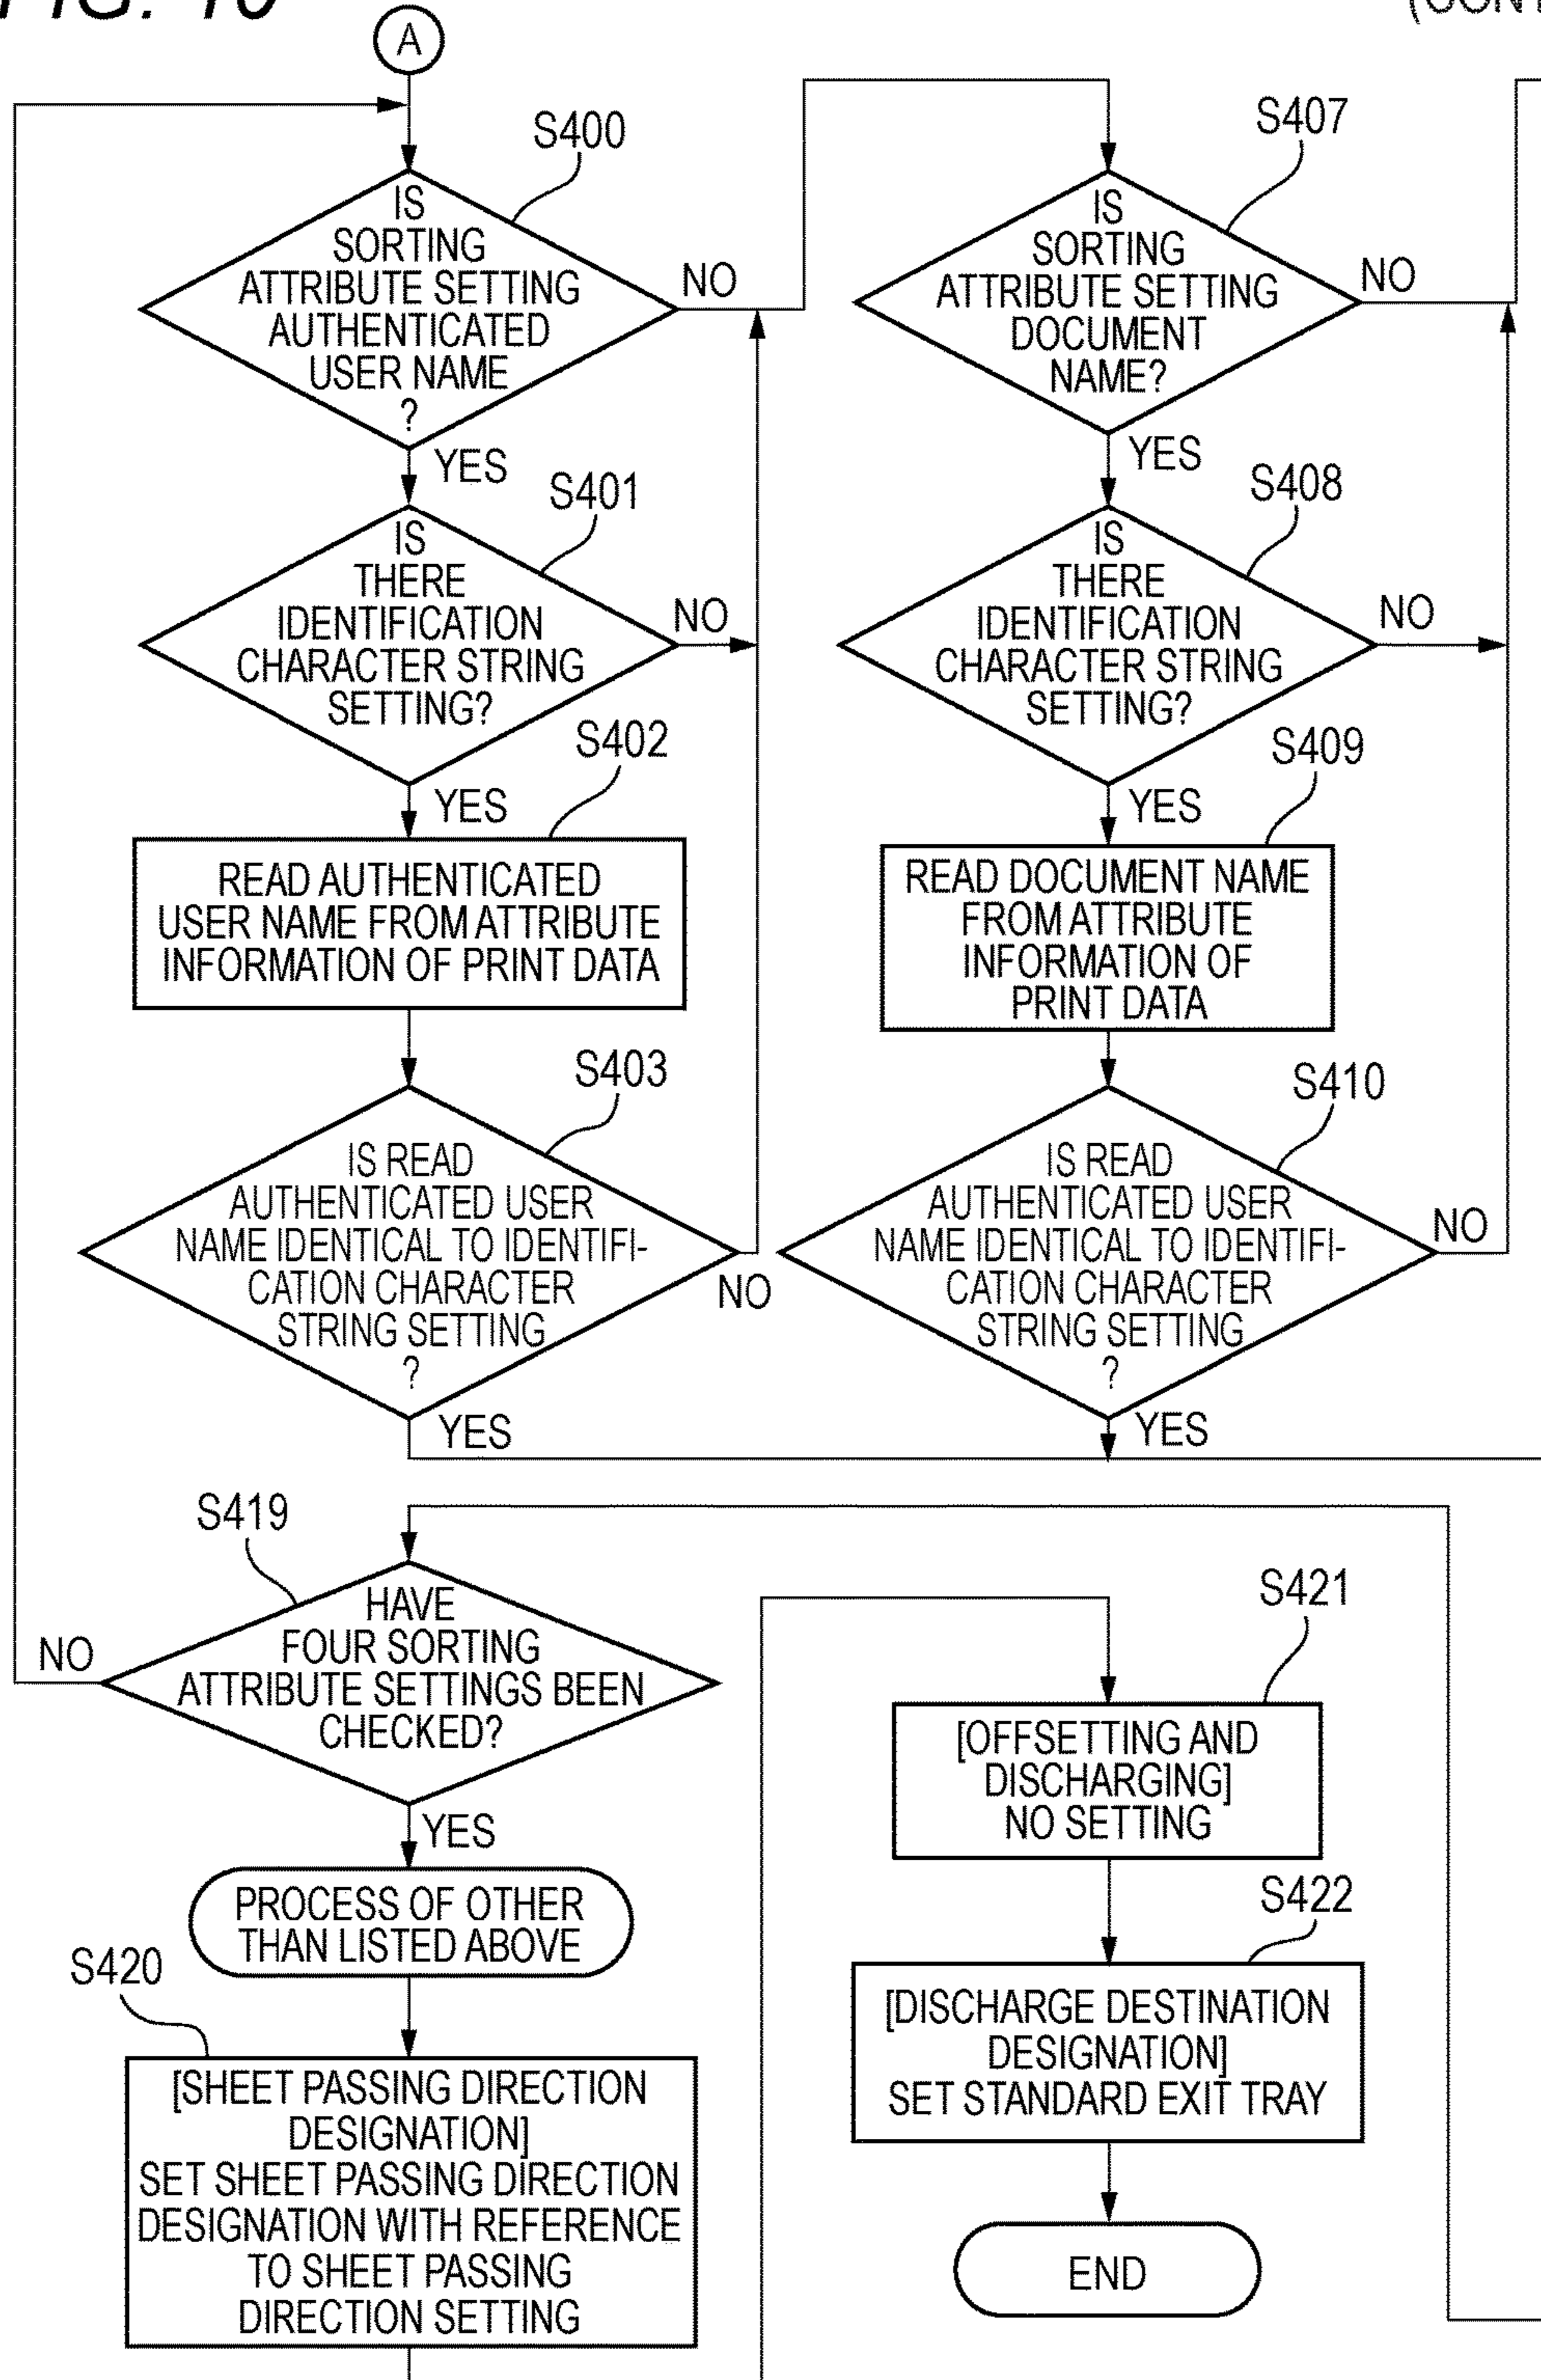 FIG. 10
(CONT
A
S400
IS
SORTING
ATTRIBUTE SETTING
AUTHENTICATED
USER NAME
?
NO
YES
S401
IS
THERE
IDENTIFICATION
CHARACTER STRING
SETTING?
NO
YES
S402
READ AUTHENTICATED
USER NAME FROM ATTRIBUTE
INFORMATION OF PRINT DATA
S403
IS READ
AUTHENTICATED USER
NAME IDENTICAL TO IDENTIFI-
CATION CHARACTER
STRING SETTING
?
NO
YES
S407
IS
SORTING
ATTRIBUTE SETTING
DOCUMENT
NAME?
NO
YES
S408
IS
THERE
IDENTIFICATION
CHARACTER STRING
SETTING?
NO
YES
S409
READ DOCUMENT NAME
FROM ATTRIBUTE
INFORMATION OF
PRINT DATA
S410
IS READ
AUTHENTICATED USER
NAME IDENTICAL TO IDENTIFI-
CATION CHARACTER
STRING SETTING
?
NO
YES
S419
HAVE
FOUR SORTING
ATTRIBUTE SETTINGS BEEN
CHECKED?
NO
YES
PROCESS OF OTHER
THAN LISTED ABOVE
S420
[SHEET PASSING DIRECTION
DESIGNATION]
SET SHEET PASSING DIRECTION
DESIGNATION WITH REFERENCE
TO SHEET PASSING
DIRECTION SETTING
S421
[OFFSETTING AND
DISCHARGING]
NO SETTING
S422
[DISCHARGE DESTINATION
DESIGNATION]
SET STANDARD EXIT TRAY
END